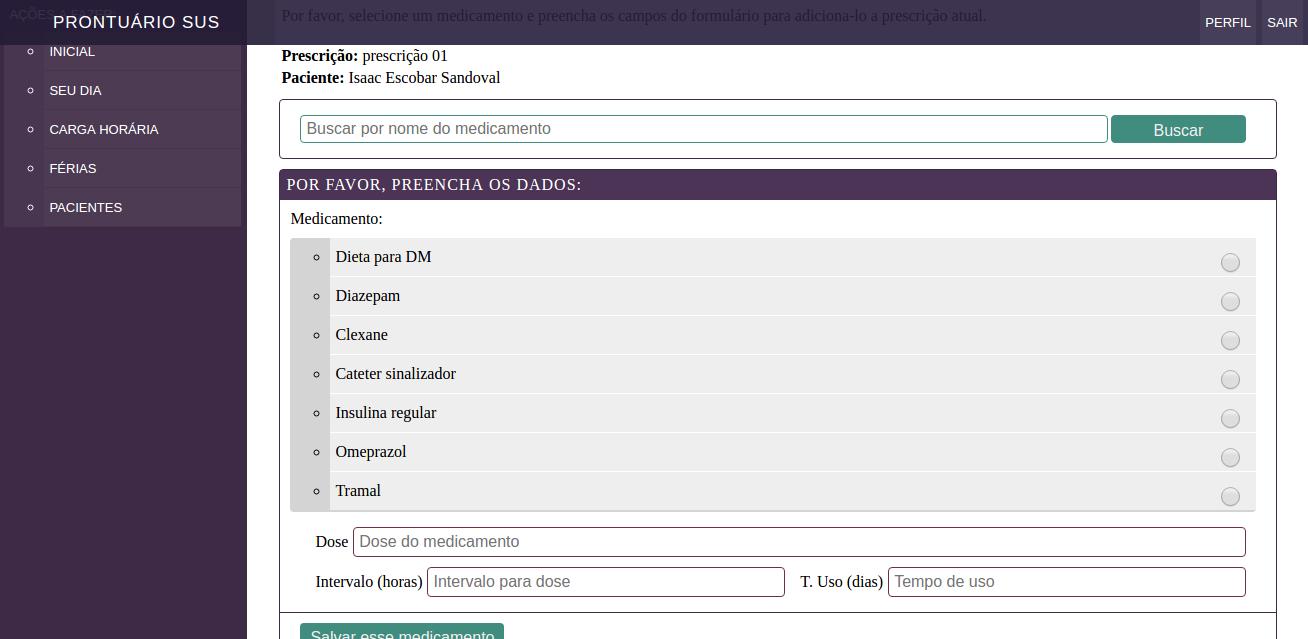 AÇÕES A FAZER:
PRONTUÁRIO SUS
Por favor, selecione um medicamento e preencha os campos do formulário para adiciona-lo a prescrição atual.
PERFIL
SAIR
INICIAL
SEU DIA
CARGA HORÁRIA
FÉRIAS
PACIENTES
Prescrição: prescrição 01
Paciente: Isaac Escobar Sandoval
Buscar por nome do medicamento
Buscar
POR FAVOR, PREENCHA OS DADOS:
Medicamento:
Dieta para DM
Diazepam
Clexane
Cateter sinalizador
Insulina regular
Omeprazol
Tramal
Dose Dose do medicamento
Intervalo (horas) Intervalo para dose T. Uso (dias) Tempo de uso
Salvar esse medicamento